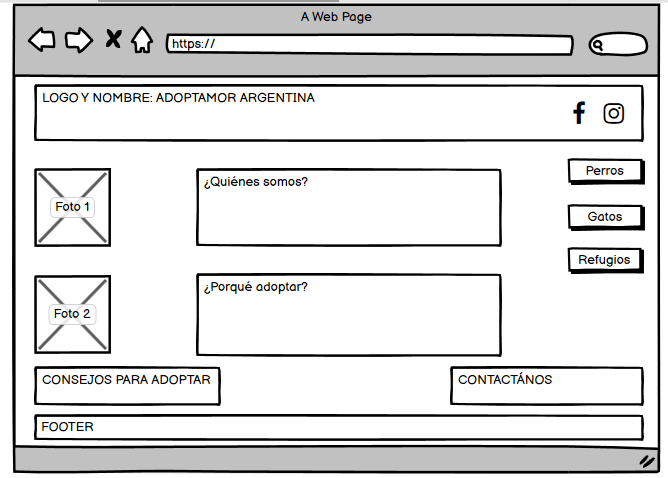 A Web Page
https://
LOGO Y NOMBRE: ADOPTAMOR ARGENTINA
Perros
¿Quiénes somos?
Foto 1
Gatos
Refugios
¿Porqué adoptar?
Foto 2
CONSEJOS PARA ADOPTAR
CONTACTÁNOS
FOOTER